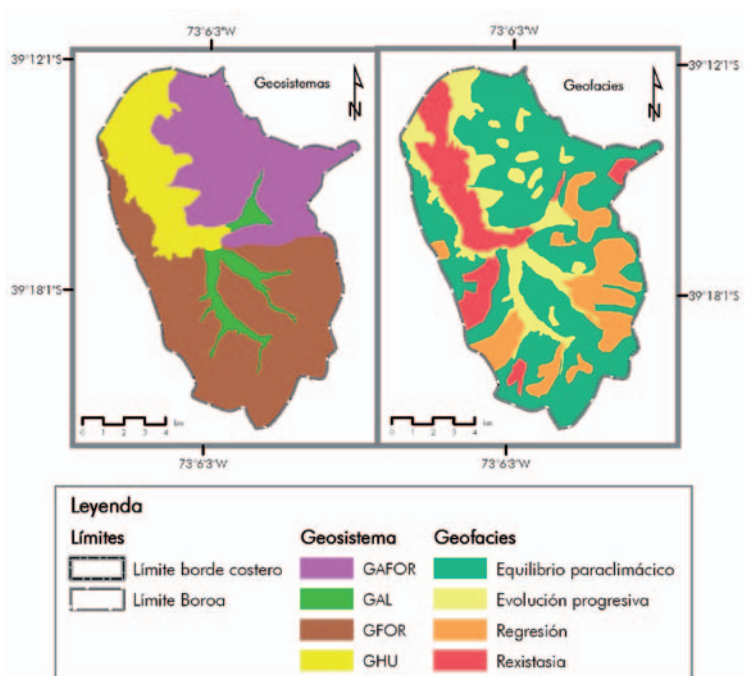 73°6'3"W
73°6'3"W
39°12'1"S
39°12'1"S
Geosistemas
N
Geofacies
N
39°18'1"S
39°18'1"S
0 1 2 3 4 Km
0 1 2 3 4 Km
73°6'3"W
73°6'3"W
Leyenda
Límites
Límite borde costero
Límite Boroa
Geosistema
GAFOR
GAL
GFOR
GHU
Geofacies
Equilibrio paraclimácico
Evolución progresiva
Regresión
Rexistasia